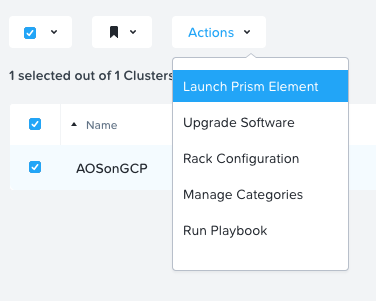 Actions
1 selected out of 1 Clusters
Launch Prism Element
Upgrade Software
Rack Configuration
Manage Categories
Run Playbook
Name
AOSonGCP